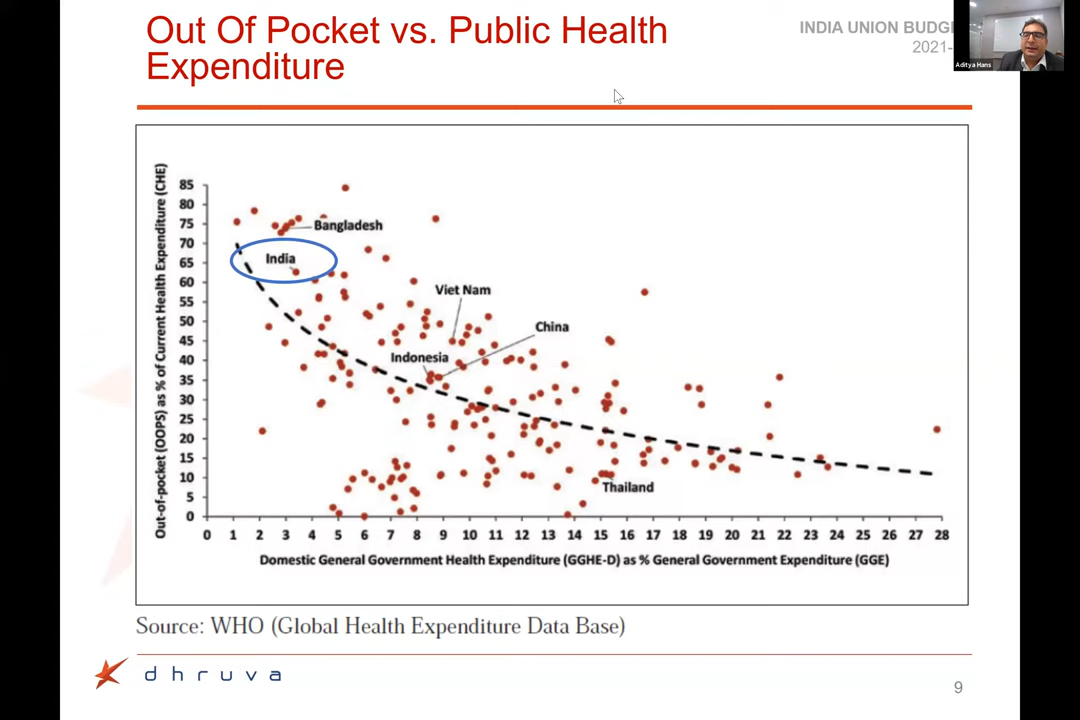 Out Of Pocket vs. Public Health
Expenditure
INDIA UNION
2021-
Aditya Hans
Out-of-pocket (OOPS) as % of Current Health Expenditure (CHE)
85
80
75
70
65
60
55
50
45
40
35
30
25
20
15
10
5
0
Bangladesh
India
Viet Nam
China
Indonesia
Thailand
0 1 2 3 4 5 6 7 8 9 10 11 12 13 14 15 16 17 18 19 20 21 22 23 24 25 26 27 28
Domestic General Government Health Expenditure (GGHE-D) as % General Government Expenditure (GGE)
Source: WHO (Global Health Expenditure Data Base)
dhruva
9